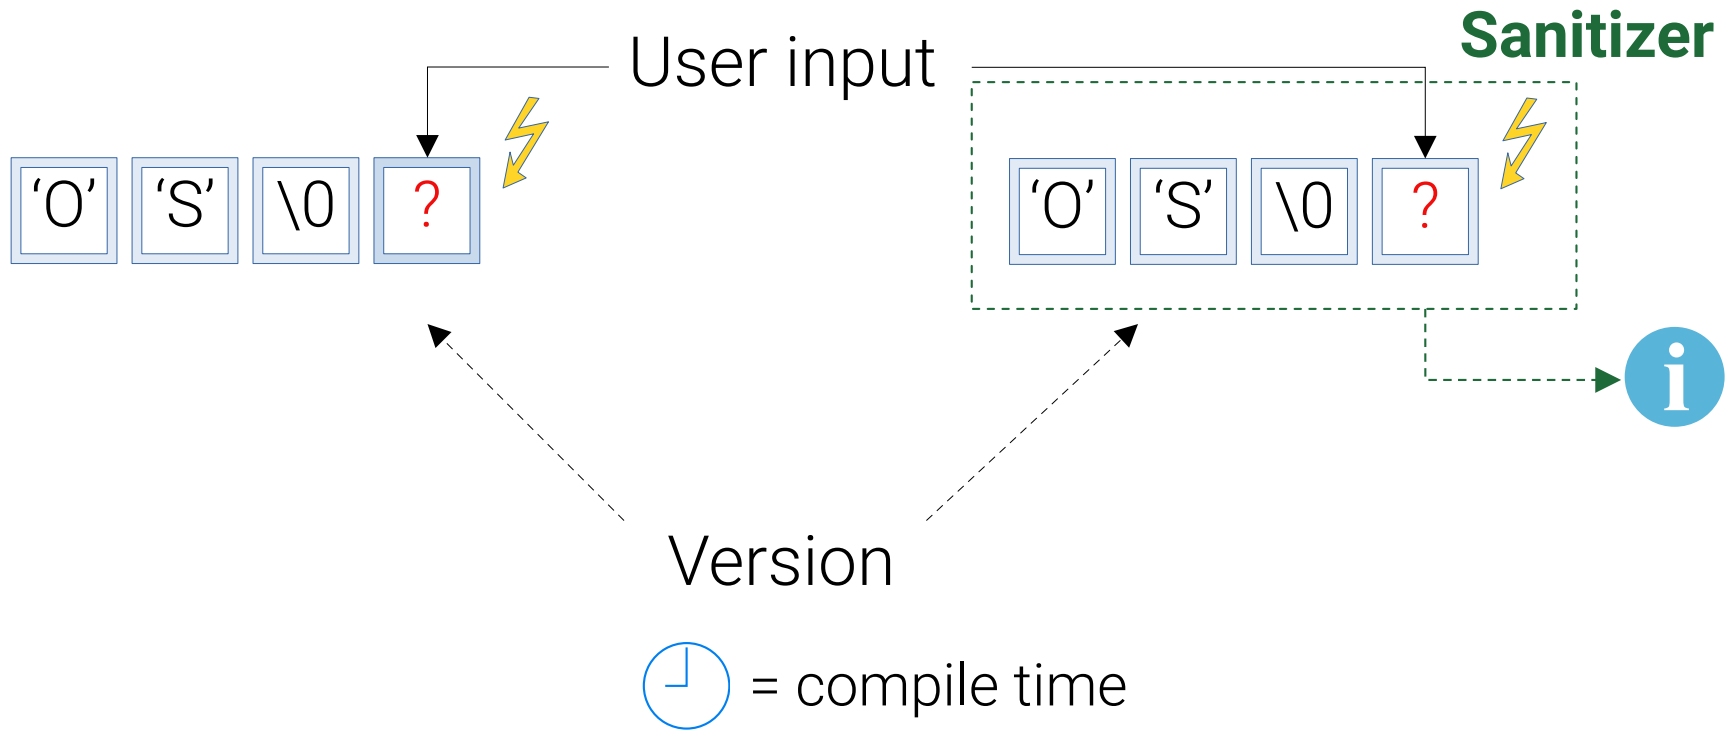 Sanitizer
User input
‘O’ ‘S’ \0 ?
‘O’ ‘S’ \0 ?
i
Version
= compile time